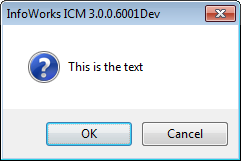 InfoWorks ICM 3.0.0.6001Dev
This is the text
OK
Cancel